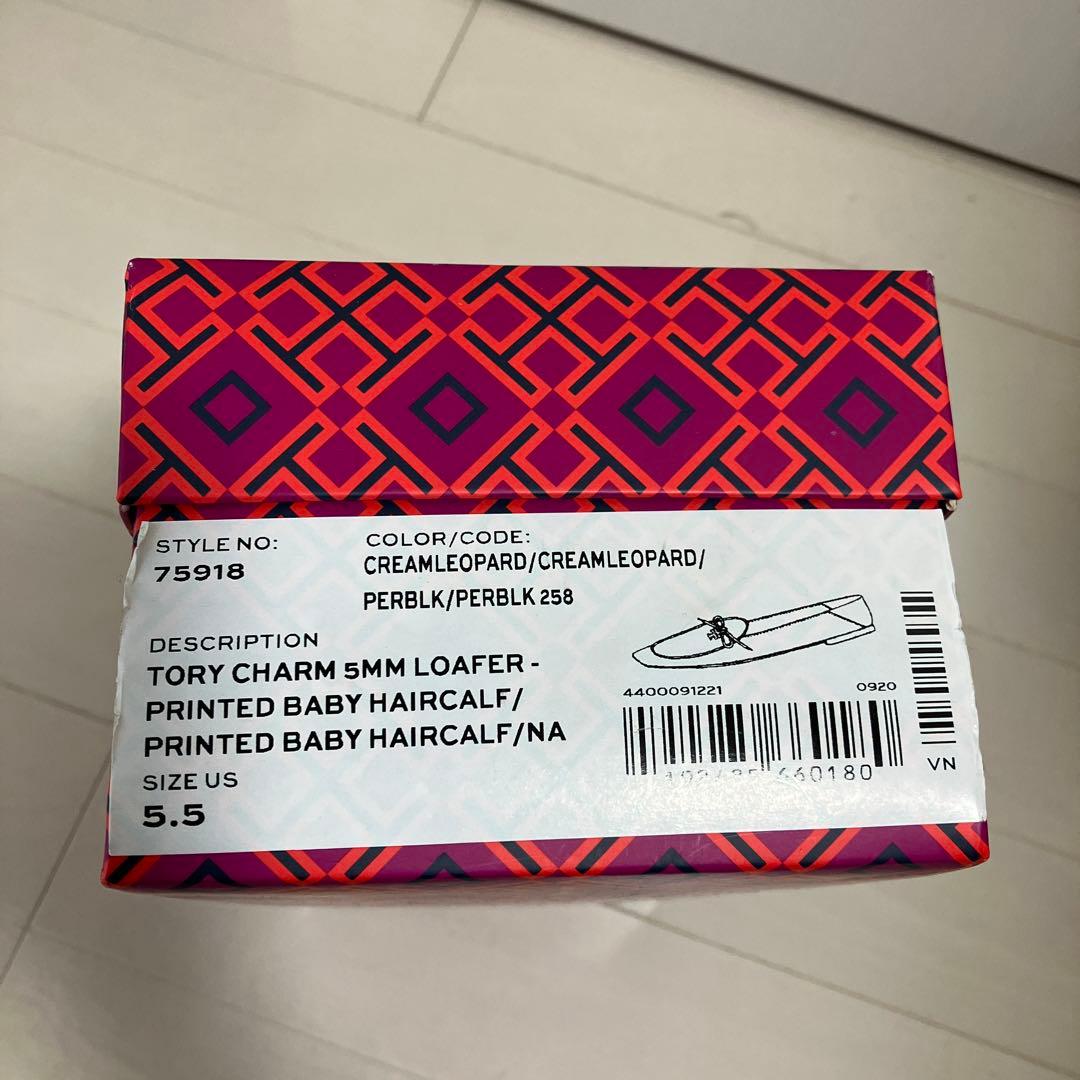 STYLE NO:
75918
COLOR/CODE:
CREAMLEOPARD/CREAMLEOPARD/
PERBLK/PERBLK 258
DESCRIPTION
TORY CHARM 5MM LOAFER -
PRINTED BABY HAIRCALF/
PRINTED BABY HAIRCALF/NA
SIZE US
5.5
4400091221
0920
VN